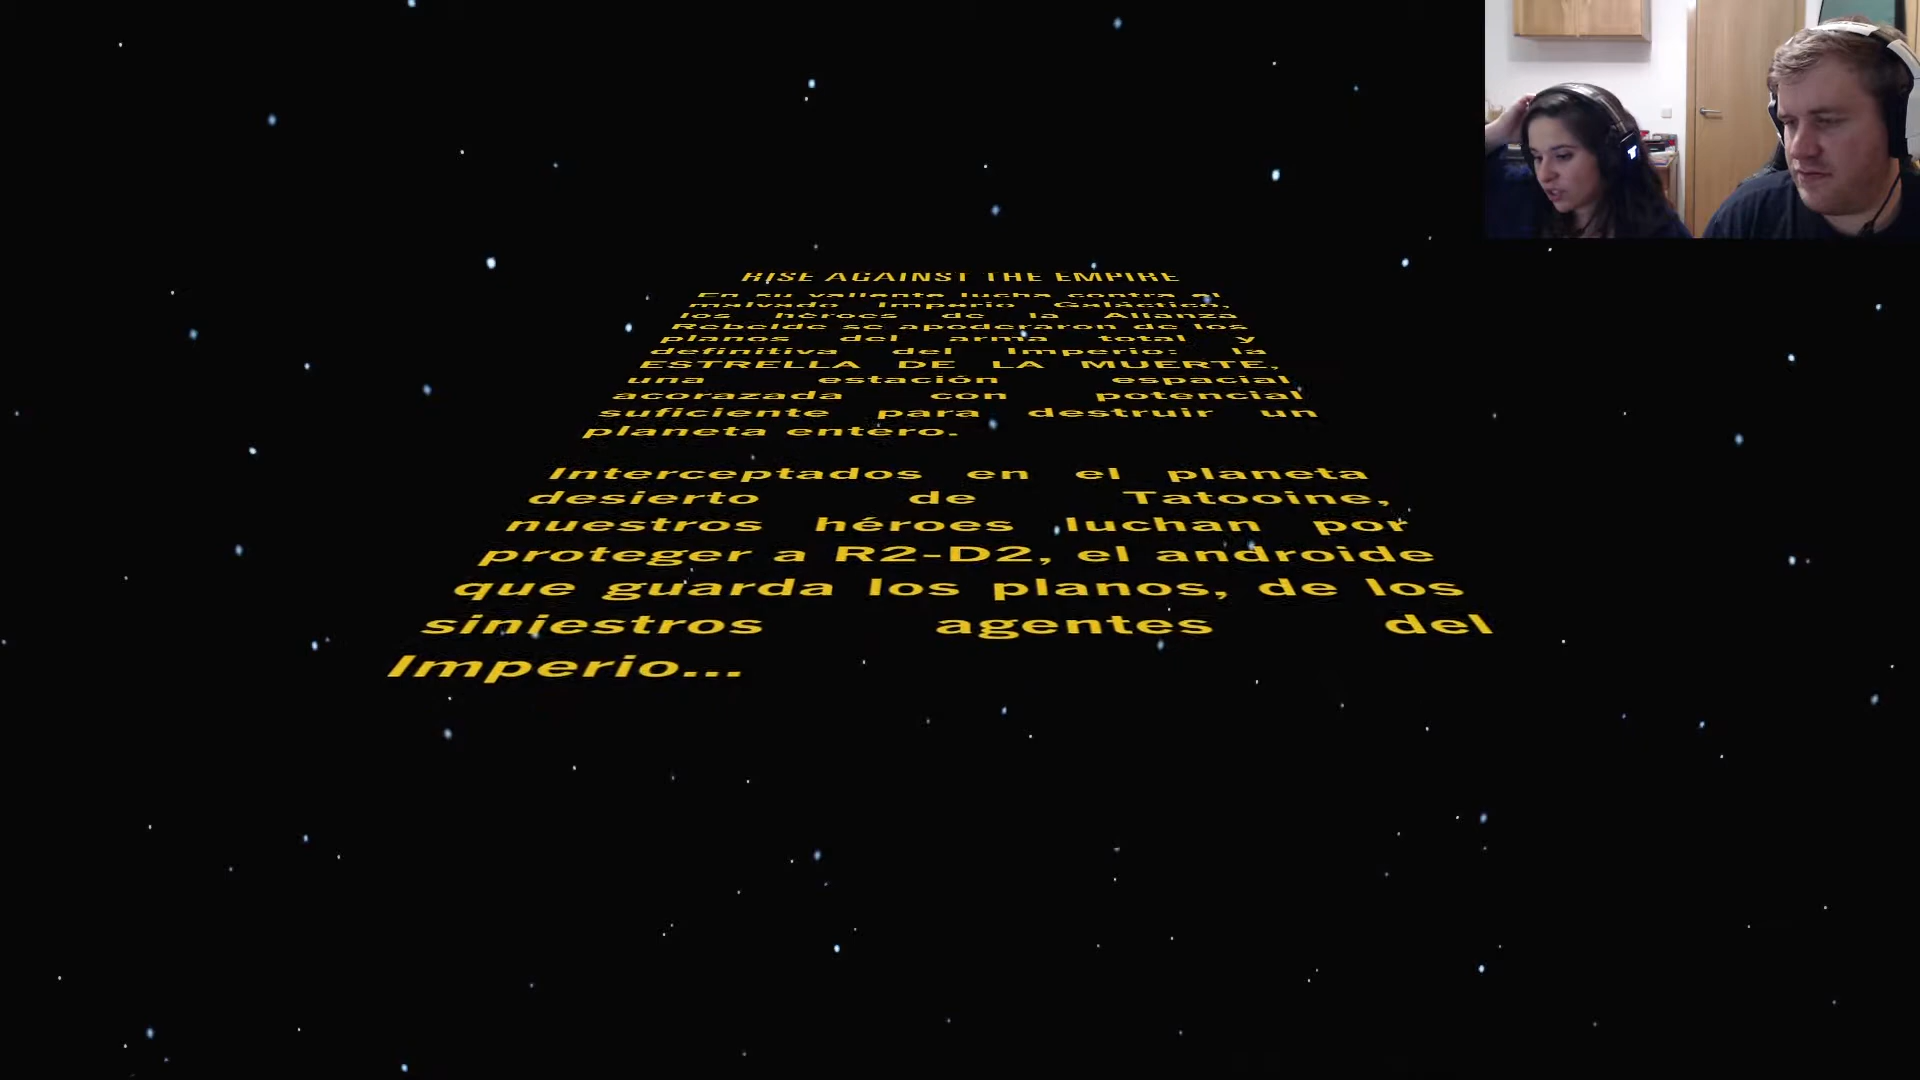 RISE AGAINST THE EMPIRE
En su valiente lucha contra el
malvado Imperio Galáctico,
los héroes de la Alianza
Rebelde se apoderaron de los
planos del arma total y
definitiva del Imperio: la
ESTRELLA DE LA MUERTE,
una estación espacial
acorazada con potencial
suficiente para destruir un
planeta entero.
Interceptados en el planeta
desierto de Tatooine,
nuestros héroes luchan por
proteger a R2-D2, el androide
que guarda los planos, de los
siniestros agentes del
Imperio...